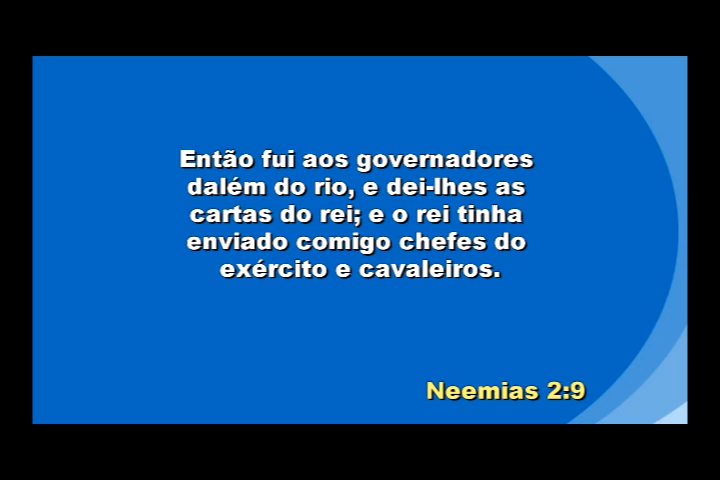 Então fui aos governadores
dalém do rio, e dei-lhes as
cartas do rei; e o rei tinha
enviado comigo chefes do
exército e cavaleiros.
Neemias 2:9